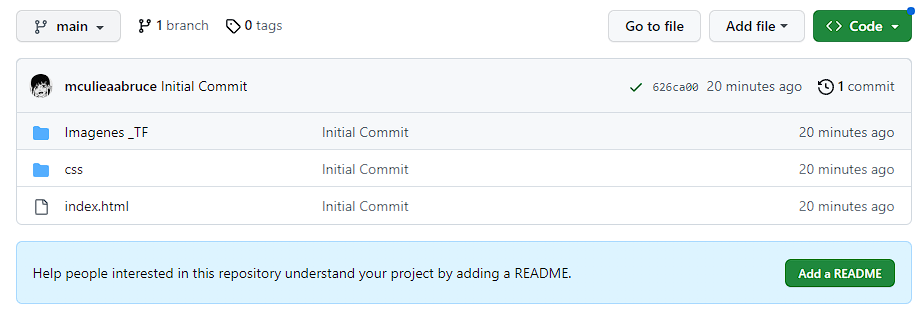 main 1 branch 0 tags Go to file Add file Code
mculieaabruce Initial Commit 626ca00 20 minutes ago 1 commit
Imagenes _TF Initial Commit 20 minutes ago
css Initial Commit 20 minutes ago
index.html Initial Commit 20 minutes ago
Help people interested in this repository understand your project by adding a README. Add a README